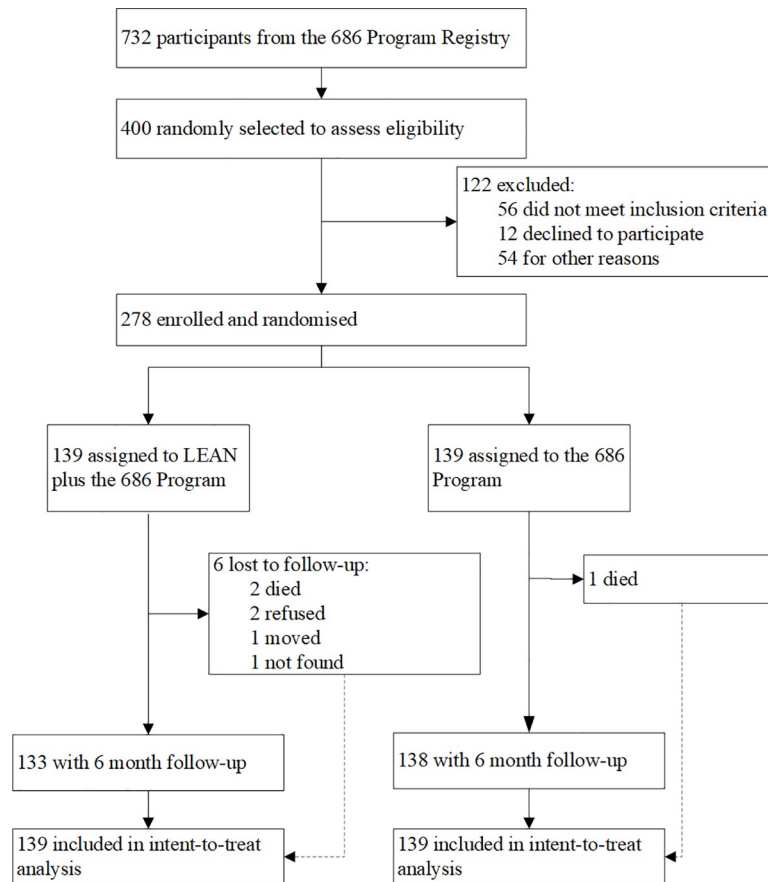 732 participants from the 686 Program Registry
400 randomly selected to assess eligibility
122 excluded:
56 did not meet inclusion criteria
12 declined to participate
54 for other reasons
278 enrolled and randomised
139 assigned to LEAN
plus the 686 Program
139 assigned to the 686
Program
6 lost to follow-up:
2 died
2 refused
1 moved
1 not found
1 died
133 with 6 month follow-up
138 with 6 month follow-up
139 included in intent-to-treat
analysis
139 included in intent-to-treat
analysis